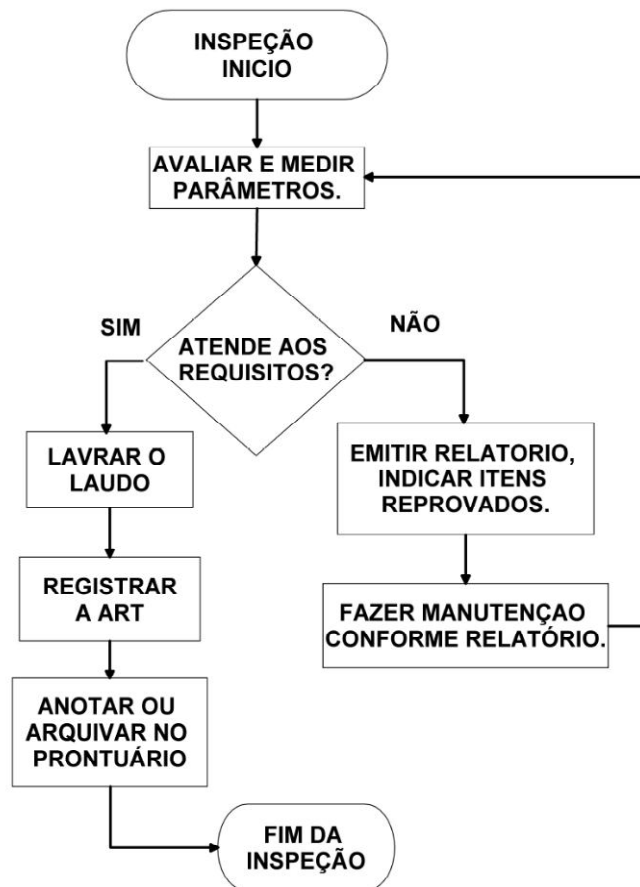 INSPEÇÃO
INICIO
AVALIAR E MEDIR
PARÂMETROS.
SIM
NÃO
ATENDE AOS
REQUISITOS?
LAVRAR O
LAUDO
EMITIR RELATORIO,
INDICAR ITENS
REPROVADOS.
REGISTRAR
A ART
FAZER MANUTENÇAO
CONFORME RELATÓRIO.
ANOTAR OU
ARQUIVAR NO
PRONTUÁRIO
FIM DA
INSPEÇÃO